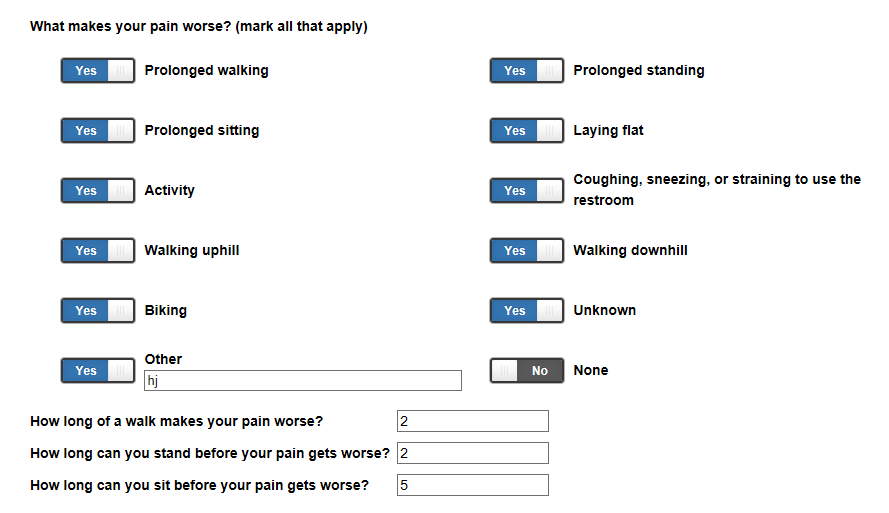 What makes your pain worse? (mark all that apply)
Yes Prolonged walking Yes Prolonged standing
Yes Prolonged sitting Yes Laying flat
Yes Activity Yes Coughing, sneezing, or straining to use the
restroom
Yes Walking uphill Yes Walking downhill
Yes Biking Yes Unknown
Yes Other No None
hj
How long of a walk makes your pain worse? 2
How long can you stand before your pain gets worse? 2
How long can you sit before your pain gets worse? 5